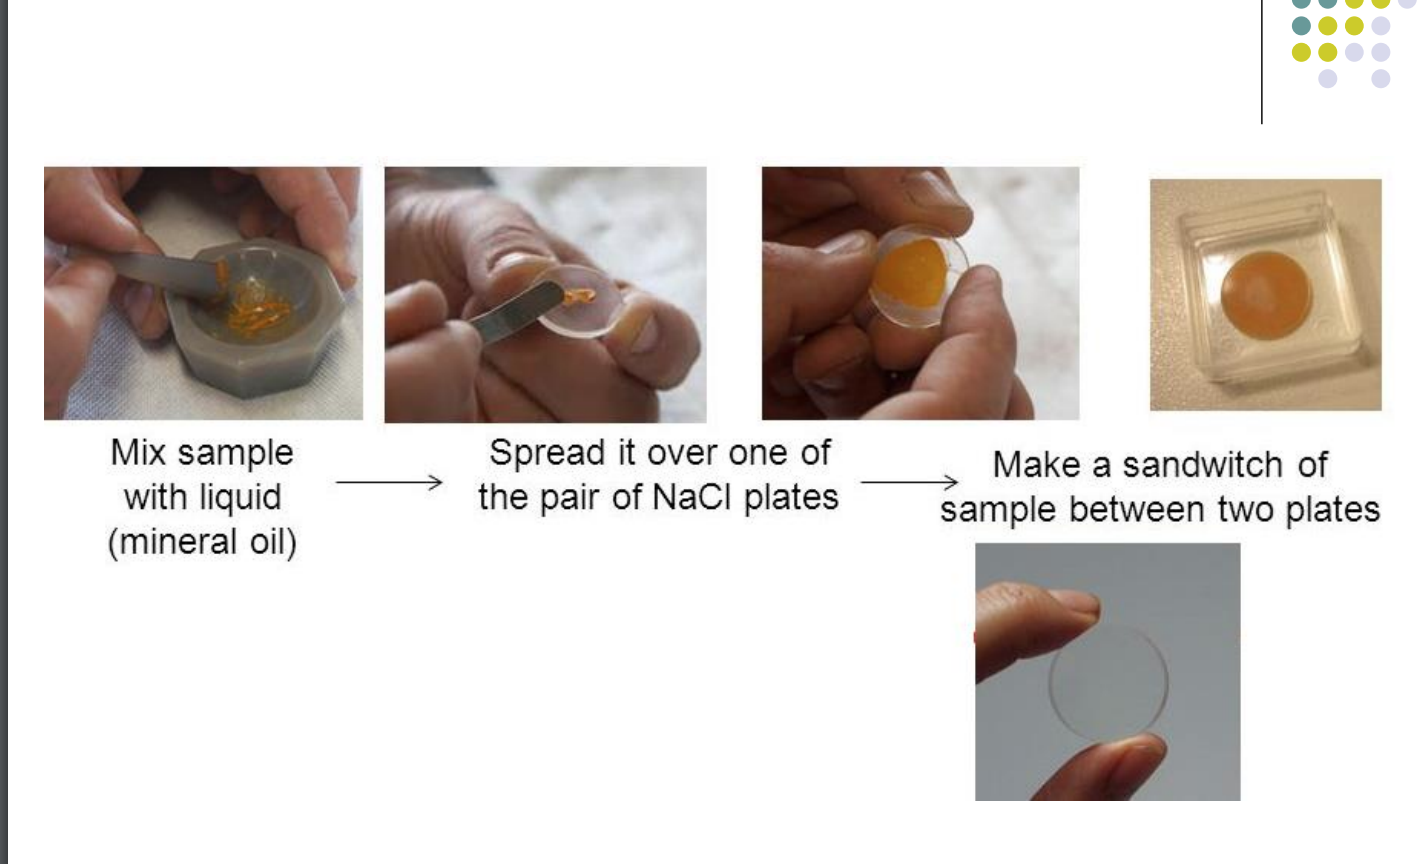 Mix sample
with liquid
(mineral oil)
Spread it over one of
the pair of NaCl plates
Make a sandwitch of
sample between two plates